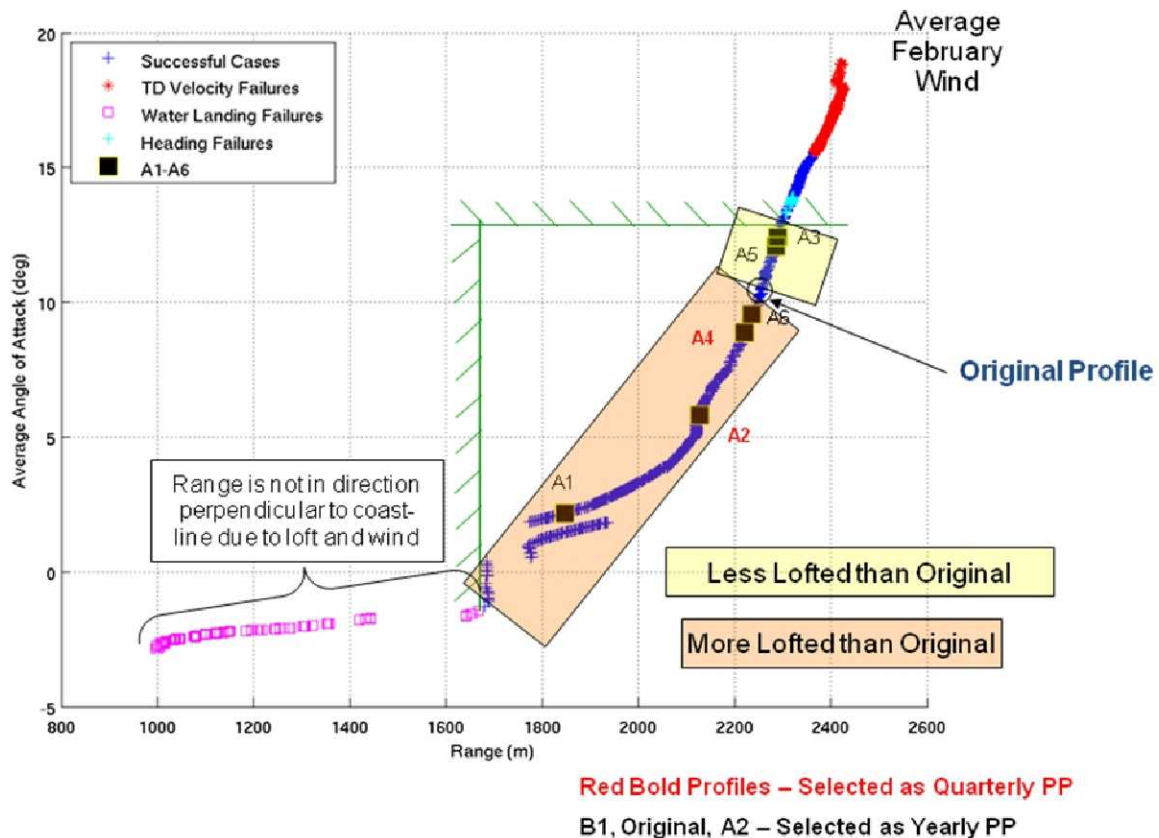 Average
February
Wind
20
15
10
5
0
-5
Average Angle of Attack (deg)
Successful Cases
TD Velocity Failures
Water Landing Failures
Heading Failures
A1-A6
A3
A5
A6
A4
Original Profile
A2
A1
Range is not in direction
perpendicular to coast-
line due to loft and wind
Less Lofted than Original
More Lofted than Original
800 1000 1200 1400 1600 1800 2000 2200 2400 2600
Range (m)
Red Bold Profiles – Selected as Quarterly PP
B1, Original, A2 – Selected as Yearly PP